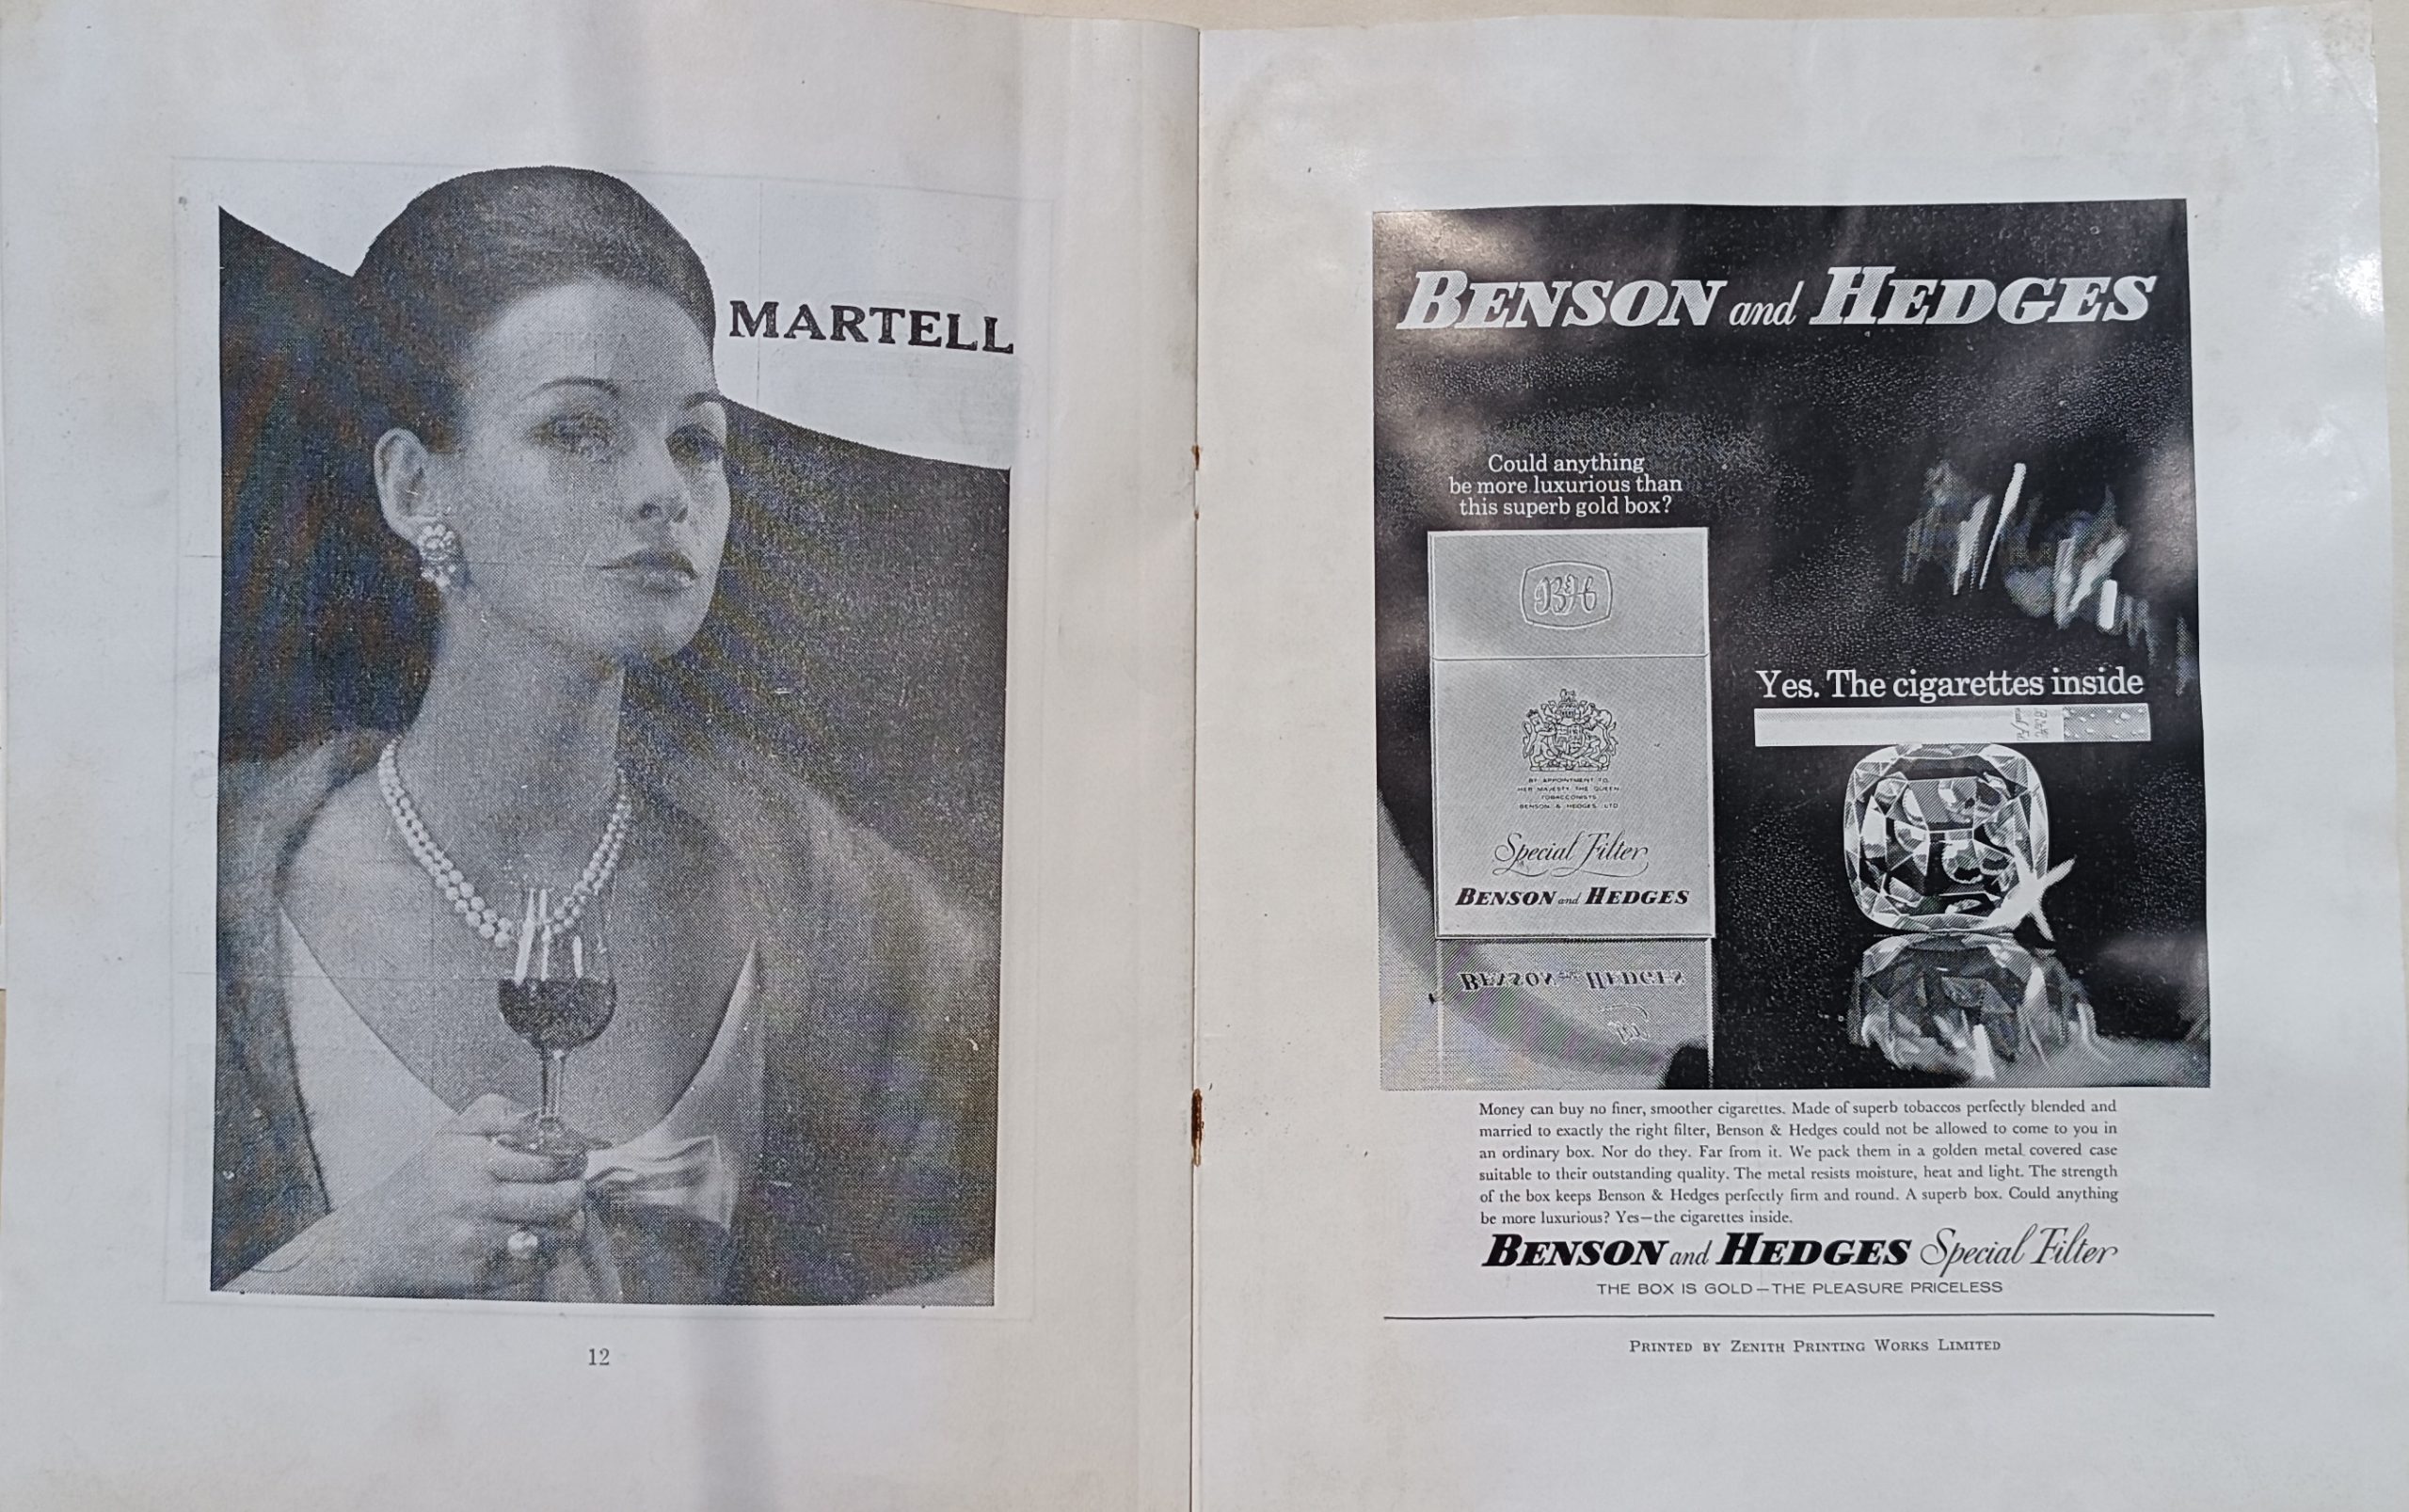 MARTELL
12
BENSON and HEDGES
Could anything
be more luxurious than
this superb gold box?
BH
BY APPOINTMENT TO
HER MAJESTY THE QUEEN
TOBACCONISTS
BENSON & HEDGES LTD
Special Filter
BENSON and HEDGES
BENSON and HEDGES
Yes. The cigarettes inside
Money can buy no finer, smoother cigarettes. Made of superb tobaccos perfectly blended and
married to exactly the right filter, Benson & Hedges could not be allowed to come to you in
an ordinary box. Nor do they. Far from it. We pack them in a golden metal covered case
suitable to their outstanding quality. The metal resists moisture, heat and light. The strength
of the box keeps Benson & Hedges perfectly firm and round. A superb box. Could anything
be more luxurious? Yes—the cigarettes inside.
BENSON and HEDGES Special Filter
THE BOX IS GOLD—THE PLEASURE PRICELESS
PRINTED BY ZENITH PRINTING WORKS LIMITED